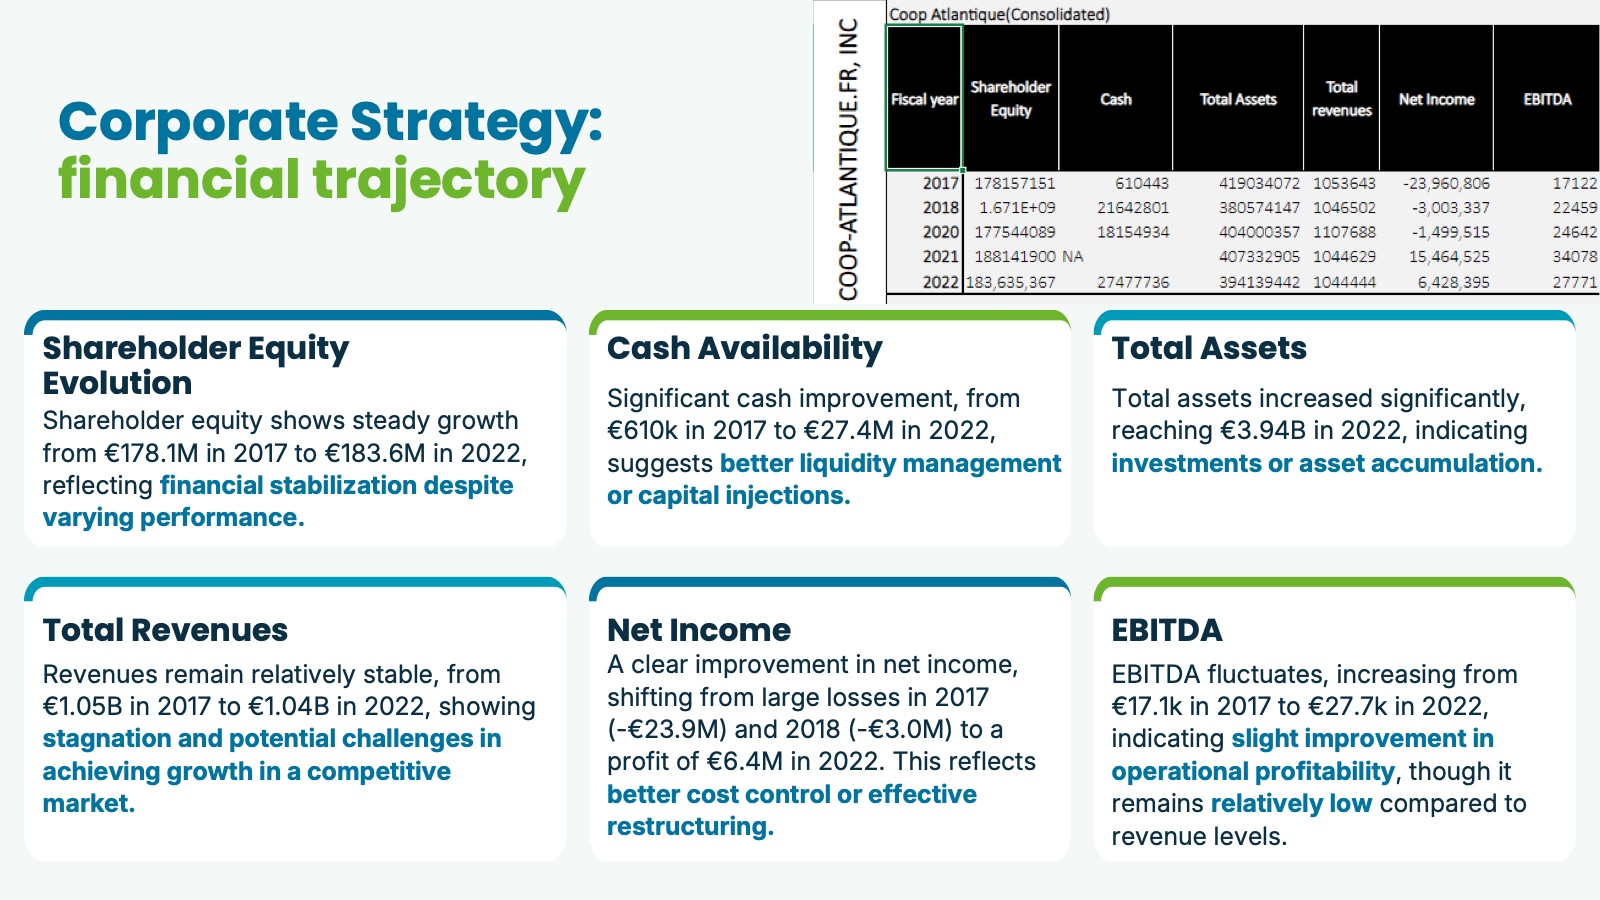 Corporate Strategy:
financial trajectory
COOP-ATLANTIQUE.FR, INC
Coop Atlantique(Consolidated)
Fiscal year Shareholder Equity Cash Total Assets Total revenues Net Income EBITDA
2017 178157151 610443 419034072 1053643 -23,960,806 17122
2018 1.671E+09 21642801 380574147 1046502 -3,003,337 22459
2020 177544089 18154934 404000357 1107688 -1,499,515 24642
2021 188141900 NA 407332905 1044629 15,464,525 34078
2022 183,635,367 27477736 394139442 1044444 6,428,395 27771
Shareholder Equity
Evolution
Shareholder equity shows steady growth
from €178.1M in 2017 to €183.6M in 2022,
reflecting financial stabilization despite
varying performance.
Cash Availability
Significant cash improvement, from
€610k in 2017 to €27.4M in 2022,
suggests better liquidity management
or capital injections.
Total Assets
Total assets increased significantly,
reaching €3.94B in 2022, indicating
investments or asset accumulation.
Total Revenues
Revenues remain relatively stable, from
€1.05B in 2017 to €1.04B in 2022, showing
stagnation and potential challenges in
achieving growth in a competitive
market.
Net Income
A clear improvement in net income,
shifting from large losses in 2017
(-€23.9M) and 2018 (-€3.0M) to a
profit of €6.4M in 2022. This reflects
better cost control or effective
restructuring.
EBITDA
EBITDA fluctuates, increasing from
€17.1k in 2017 to €27.7k in 2022,
indicating slight improvement in
operational profitability, though it
remains relatively low compared to
revenue levels.